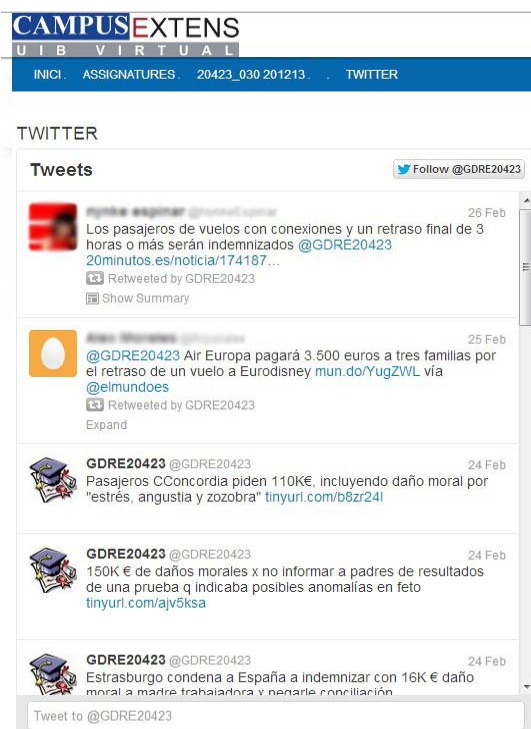 CAMPUSEXTENS
UIB VIRTUAL
INICI. ASSIGNATURES. 20423_030 201213. . TWITTER
TWITTER
Tweets
Follow @GDRE20423
26 Feb
Los pasajeros de vuelos con conexiones y un retraso final de 3
horas o más serán indemnizados @GDRE20423
20minutos.es/noticia/174187...
Retweeted by GDRE20423
Show Summary
25 Feb
@GDRE20423 Air Europa pagará 3.500 euros a tres familias por
el retraso de un vuelo a Eurodisney mun.do/YugZWL vía
@elmundoes
Retweeted by GDRE20423
Expand
GDRE20423 @GDRE20423 24 Feb
Pasajeros CConcordia piden 110K€, incluyendo daño moral por
"estrés, angustia y zozobra" tinyurl.com/b8zr24l
GDRE20423 @GDRE20423 24 Feb
150K € de daños morales x no informar a padres de resultados
de una prueba q indicaba posibles anomalías en feto
tinyurl.com/ajv5ksa
GDRE20423 @GDRE20423 24 Feb
Estrasburgo condena a España a indemnizar con 16K € daño
moral a madre trabajadora x negarle conciliación
Tweet to @GDRE20423